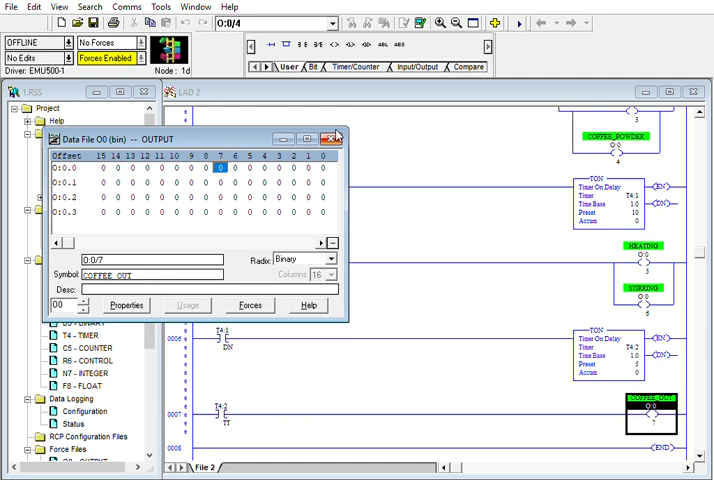 File Edit View Search Comms Tools Window Help
O:0/4
OFFLINE No Forces
No Edits Forces Enabled
Driver: EMU500-1 Node : 1d
ABL ABS
User Bit Timer/Counter Input/Output Compare
1.RSS
LAD 2
Project
Help
Data File O0 (bin) -- OUTPUT
Offset 15 14 13 12 11 10 9 8 7 6 5 4 3 2 1 0
O:0.0 0 0 0 0 0 0 0 0 0 0 0 0 0 0 0 0
O:0.1 0 0 0 0 0 0 0 0 0 0 0 0 0 0 0 0
O:0.2 0 0 0 0 0 0 0 0 0 0 0 0 0 0 0 0
O:0.3 0 0 0 0 0 0 0 0 0 0 0 0 0 0 0 0
O:0/7 Radix: Binary
Symbol: COFFEE_OUT Columns: 16
Desc:
O0 Properties Usage Forces Help
T4 - TIMER
C5 - COUNTER
R6 - CONTROL
N7 - INTEGER
F8 - FLOAT
Data Logging
Configuration
Status
RCP Configuration Files
Force Files
3
COFFEE_POWDER
O:0
4
TON
Timer On Delay EN
Timer T4:1
Time Base 1.0 DN
Preset 10
Accum 0
HEATING
O:0
5
STIRRING
O:0
6
0006
T4:1
DN
TON
Timer On Delay EN
Timer T4:2
Time Base 1.0 DN
Preset 5
Accum 0
0007
T4:2
TT
COFFEE_OUT
O:0
7
0008
END
File 2